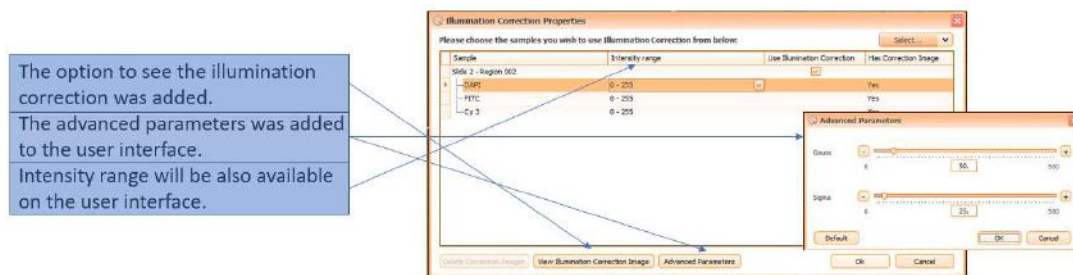 The option to see the illumination
correction was added.
The advanced parameters was added
to the user interface.
Intensity range will be also available
on the user interface.
Illumination Correction Properties
Please choose the samples you wish to use Illumination Correction from below:
Select...
Sample Intensity range Use Illumination Correction Has Correction Image
Slide 2 - Region 002
DAPI 0 - 255 Yes
FITC 0 - 255 Yes
Cy 3 0 - 255
Delete Correction Images View Illumination Correction Image Advanced Parameters Ok Cancel
Advanced Parameters
Gauss - +
0 50, 500
Sigma - +
0 25, 500
Default OK Cancel